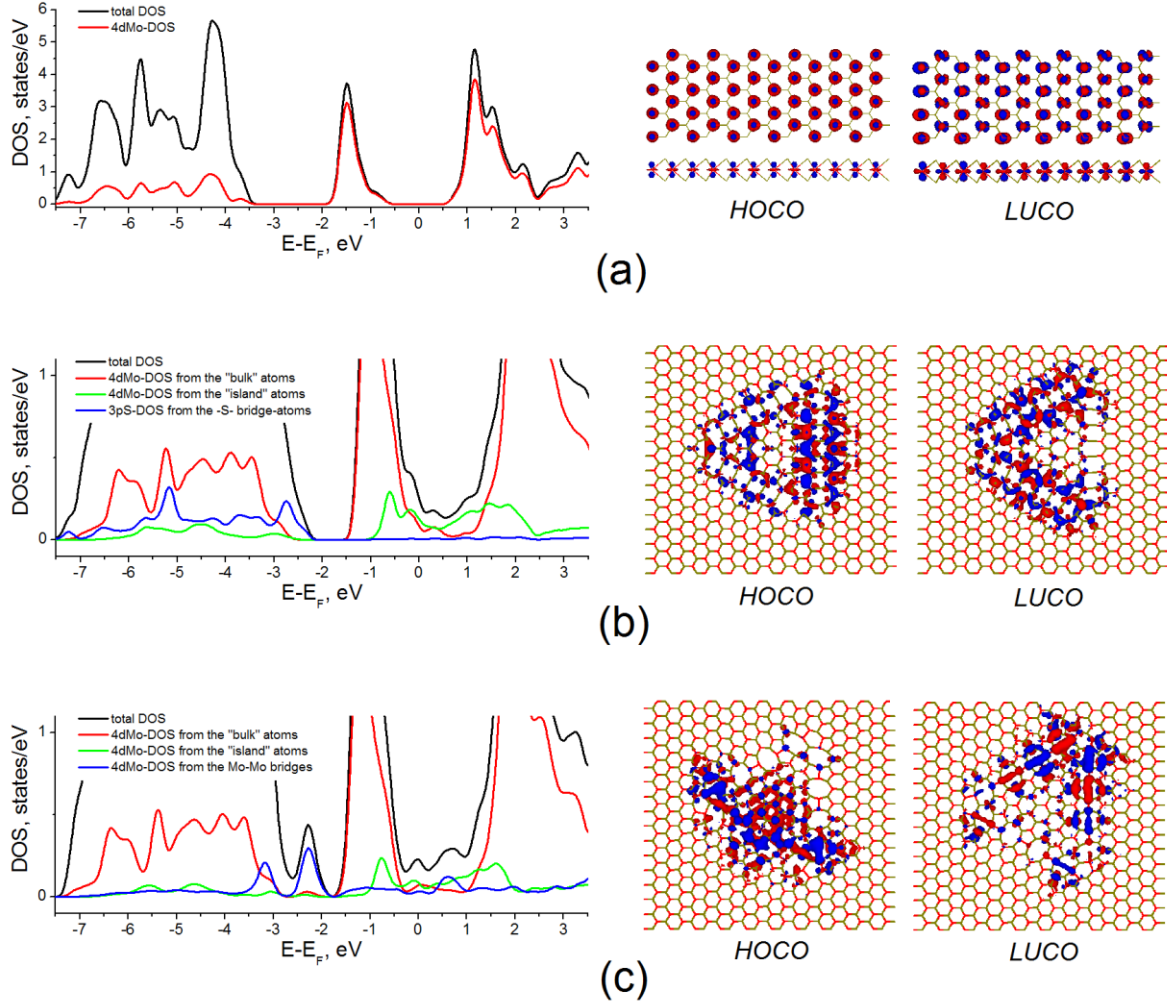 total DOS
4dMo-DOS
DOS, states/eV
6
5
4
3
2
1
0
-7 -6 -5 -4 -3 -2 -1 0 1 2 3
E-E_F, eV
HOCO
LUCO
(a)
total DOS
4dMo-DOS from the "bulk" atoms
4dMo-DOS from the "island" atoms
3pS-DOS from the -S- bridge-atoms
DOS, states/eV
1
0
-7 -6 -5 -4 -3 -2 -1 0 1 2 3
E-E_F, eV
HOCO
LUCO
(b)
total DOS
4dMo-DOS from the "bulk" atoms
4dMo-DOS from the "island" atoms
4dMo-DOS from the Mo-Mo bridges
DOS, states/eV
1
0
-7 -6 -5 -4 -3 -2 -1 0 1 2 3
E-E_F, eV
HOCO
LUCO
(c)